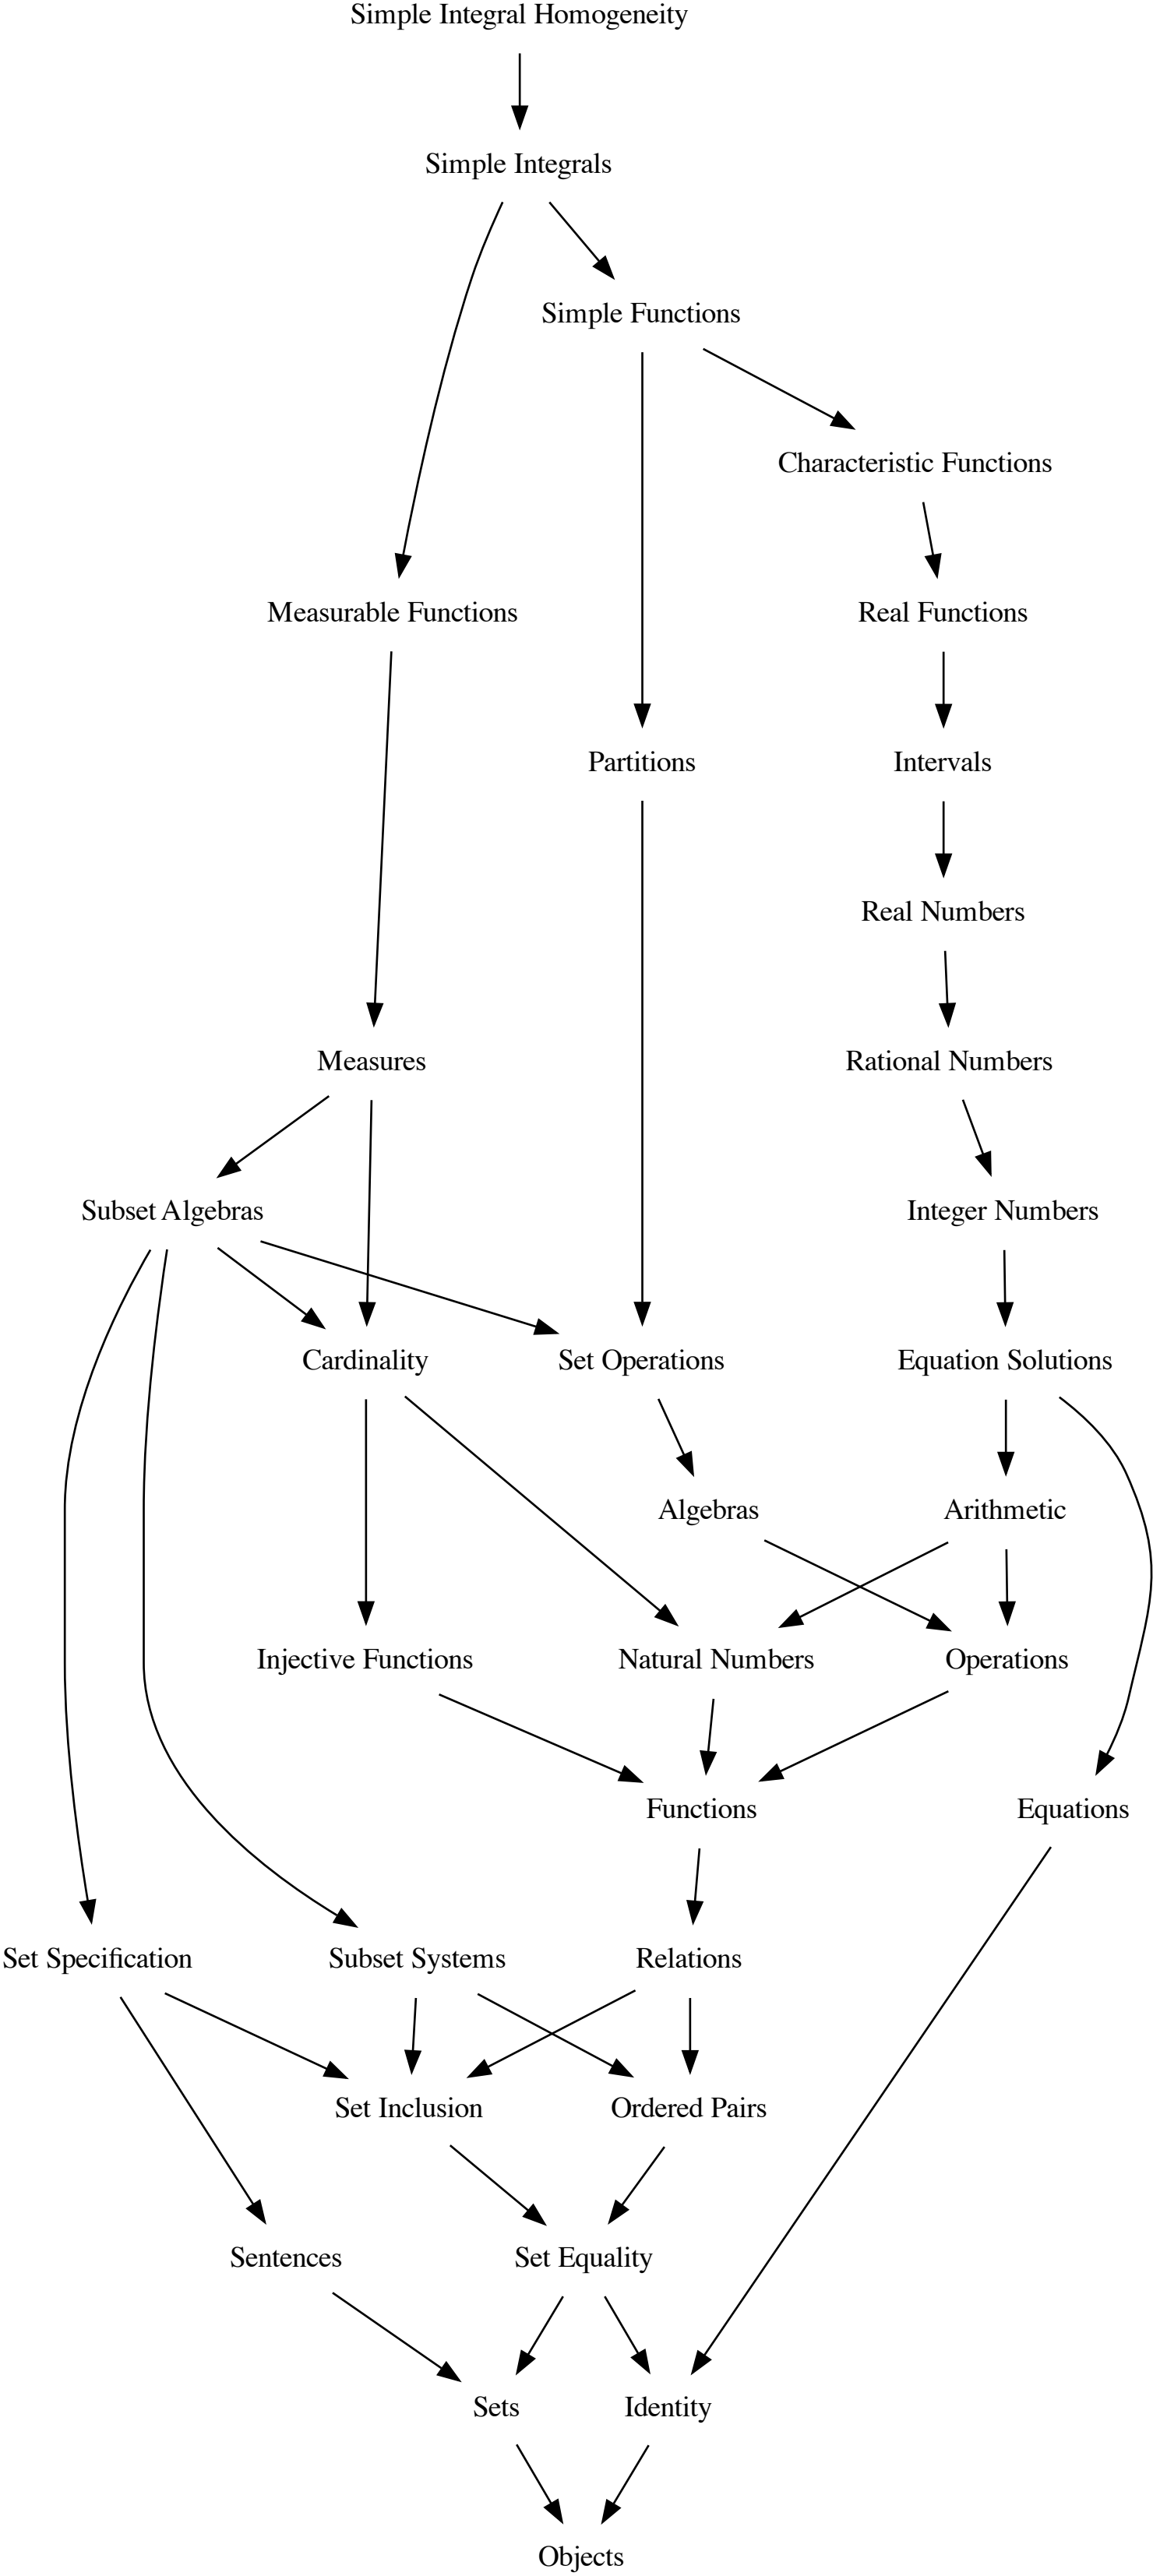 Simple Integral Homogeneity
Simple Integrals
Simple Functions
Characteristic Functions
Measurable Functions
Real Functions
Partitions
Intervals
Real Numbers
Measures
Rational Numbers
Subset Algebras
Integer Numbers
Cardinality
Set Operations
Equation Solutions
Algebras
Arithmetic
Injective Functions
Natural Numbers
Operations
Functions
Equations
Set Specification
Subset Systems
Relations
Set Inclusion
Ordered Pairs
Sentences
Set Equality
Sets
Identity
Objects